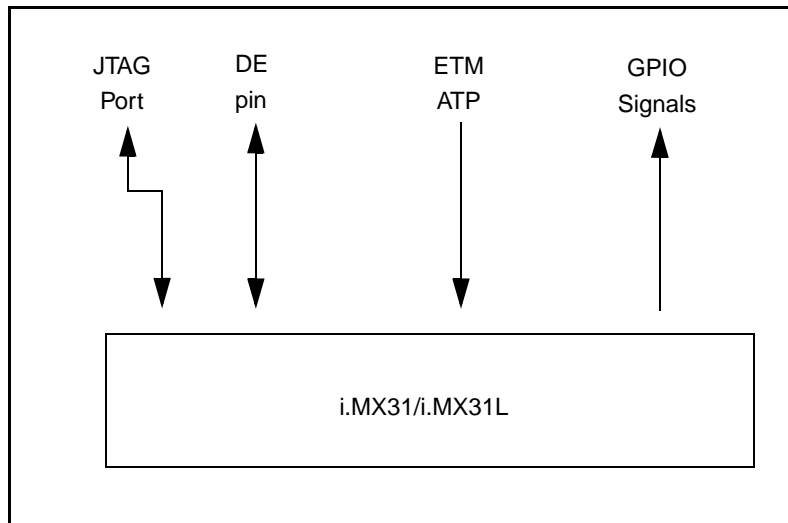 JTAG
Port
DE
pin
ETM
ATP
GPIO
Signals
i.MX31/i.MX31L